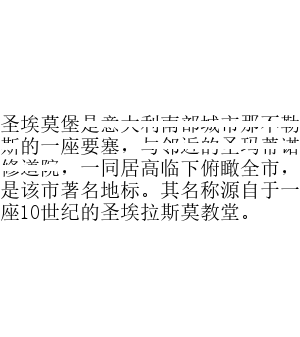 圣埃莫堡是意大利南部城市那不勒
斯的一座要塞，与邻近的圣玛蒂诺
修道院，一同居高临下俯瞰全市，
是该市著名地标。其名称源自于一
座10世纪的圣埃拉斯莫教堂。